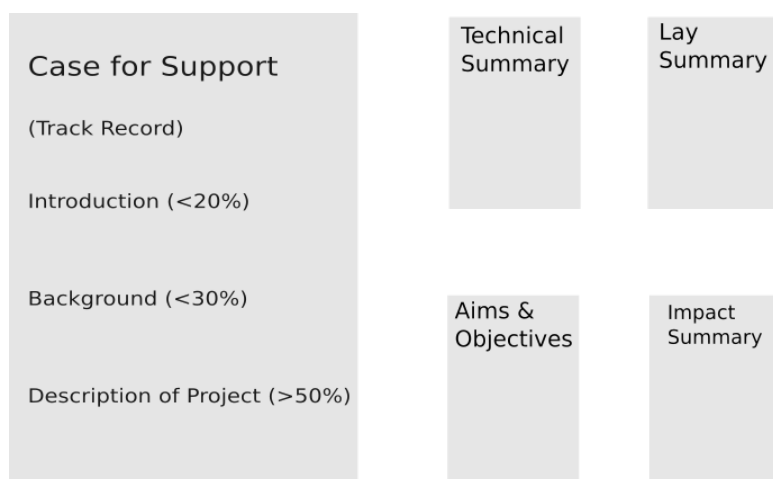 Case for Support
(Track Record)
Introduction (<20%)
Background (<30%)
Description of Project (>50%)
Technical
Summary
Lay
Summary
Aims &
Objectives
Impact
Summary